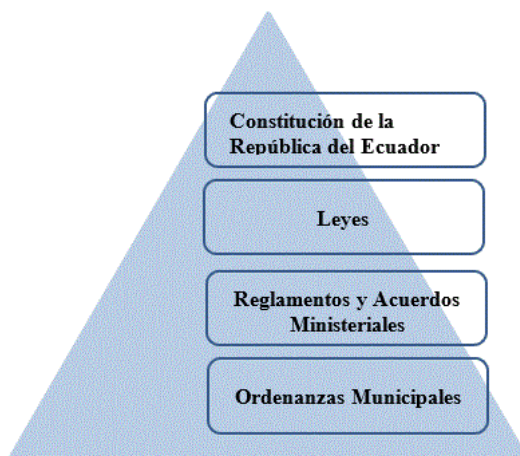 Constitución de la
República del Ecuador
Leyes
Reglamentos y Acuerdos
Ministeriales
Ordenanzas Municipales